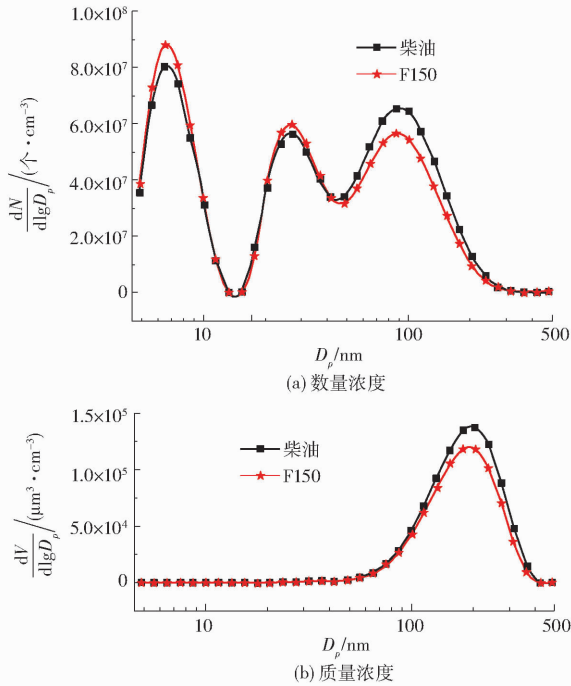 1.0×10⁸
8.0×10⁷
6.0×10⁷
4.0×10⁷
2.0×10⁷
0
dN/dlgDₚ/(个·cm⁻³)
柴油
F150
10
100
500
Dₚ/nm
(a) 数量浓度
1.5×10⁵
1.0×10⁵
5.0×10⁴
0
dV/dlgDₚ/(μm³·cm⁻³)
柴油
F150
10
100
500
Dₚ/nm
(b) 质量浓度